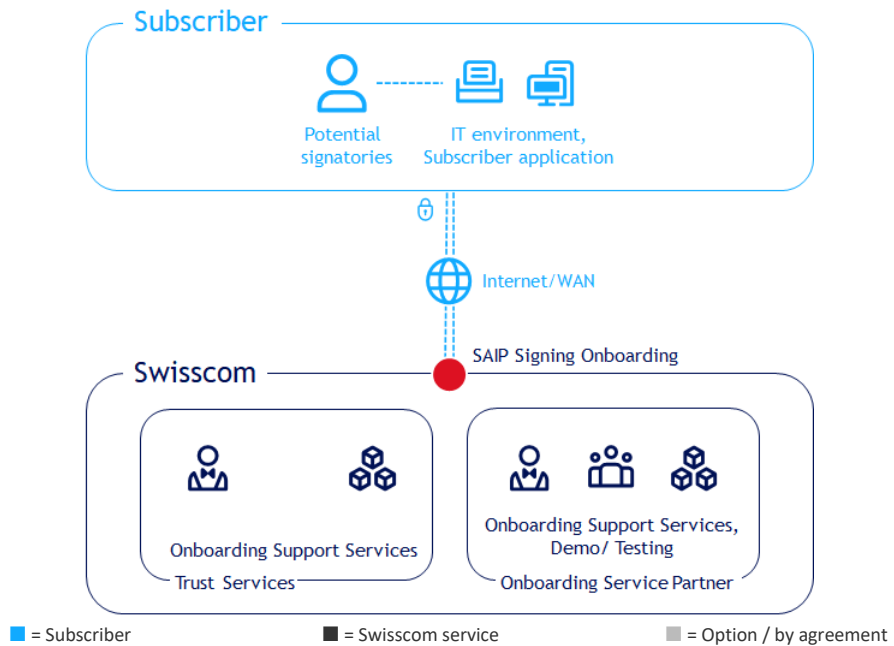 Subscriber
Potential
signatories
IT environment,
Subscriber application
Internet/WAN
SAIP Signing Onboarding
Swisscom
Onboarding Support Services
Trust Services
Onboarding Support Services,
Demo/ Testing
Onboarding Service Partner
= Subscriber
= Swisscom service
= Option / by agreement